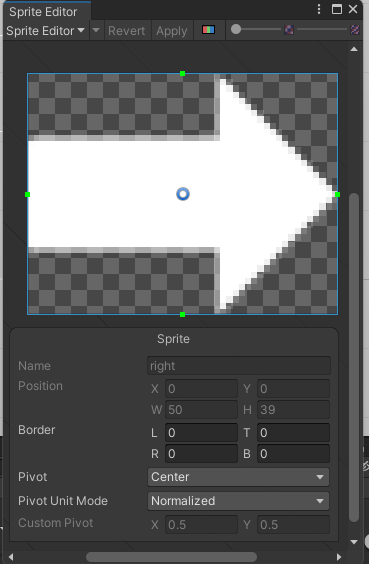 Sprite Editor
Sprite Editor Revert Apply
Sprite
Name right
Position X 0 Y 0
W 50 H 39
Border L 0 T 0
R 0 B 0
Pivot Center
Pivot Unit Mode Normalized
Custom Pivot X 0.5 Y 0.5